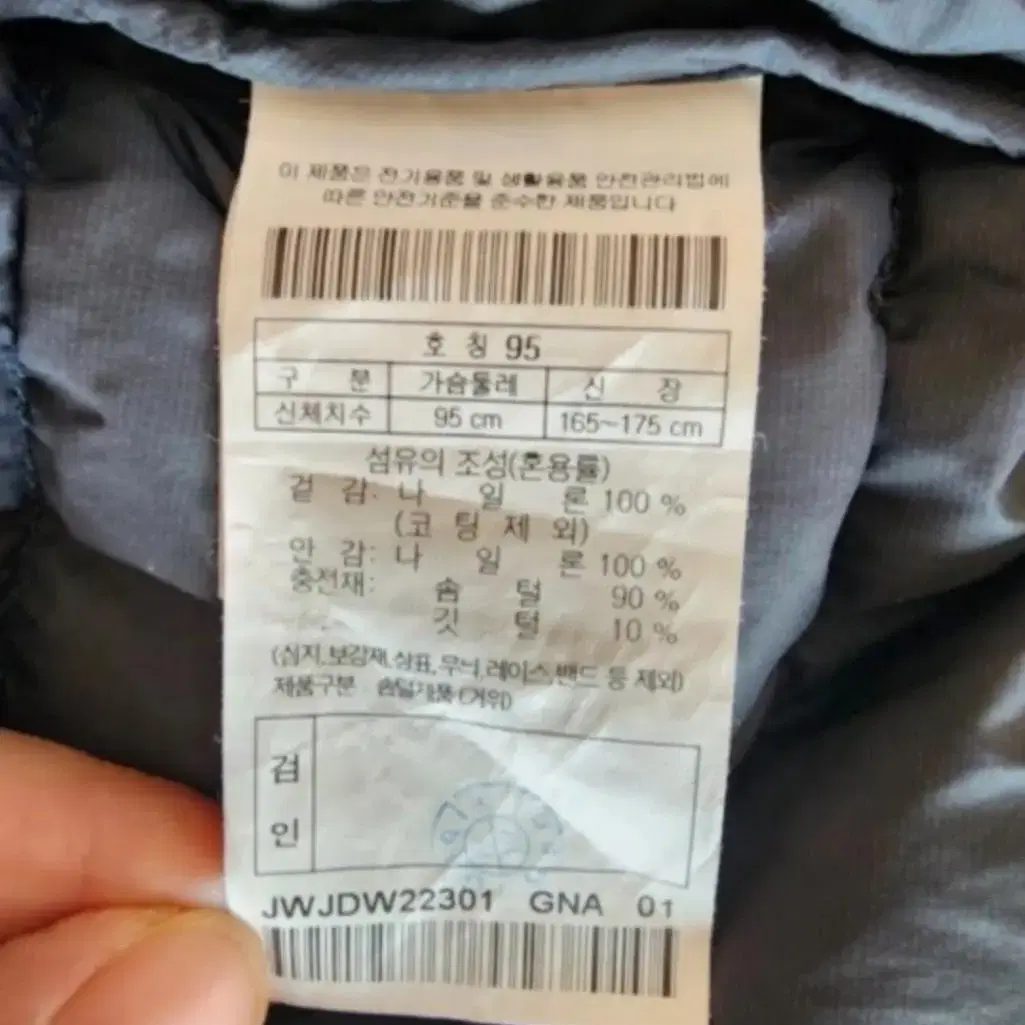 이 제품은 전기용품 및 생활용품 안전관리법에
따른 안전기준을 준수한 제품입니다
호 칭 95
구 분 가슴둘레 신 장
신체치수 95 cm 165~175 cm
섬유의 조성(혼용률)
겉 감: 나 일 론 100 %
(코 팅 제 외)
안 감: 나 일 론 100 %
충전재: 솜 털 90 %
깃 털 10 %
(심지,보강재,상표,무늬,레이스,밴드 등 제외)
제품구분 솜털제품 (거위)
검
인
JWJDW22301 GNA 01